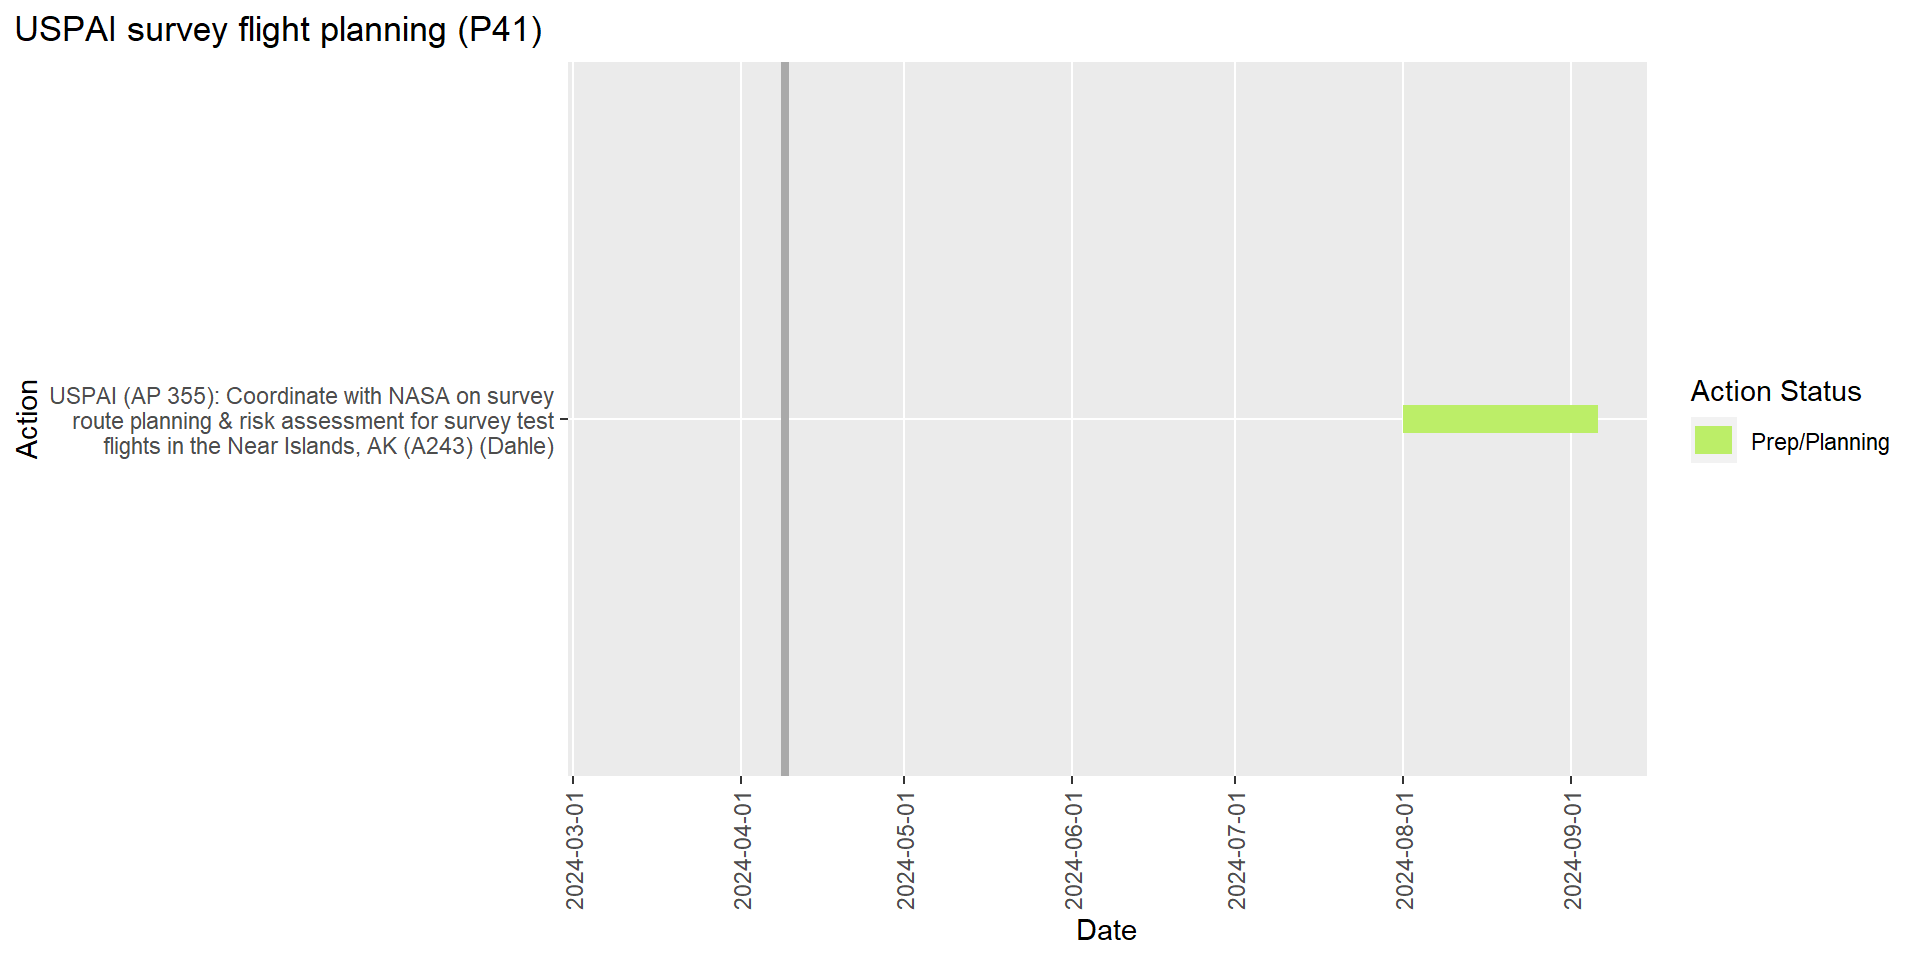 USPAI survey flight planning (P41)
Action
USPAI (AP 355): Coordinate with NASA on survey
route planning & risk assessment for survey test
flights in the Near Islands, AK (A243) (Dahle)
Action Status
Prep/Planning
2024-03-01
2024-04-01
2024-05-01
2024-06-01
2024-07-01
2024-08-01
2024-09-01
Date